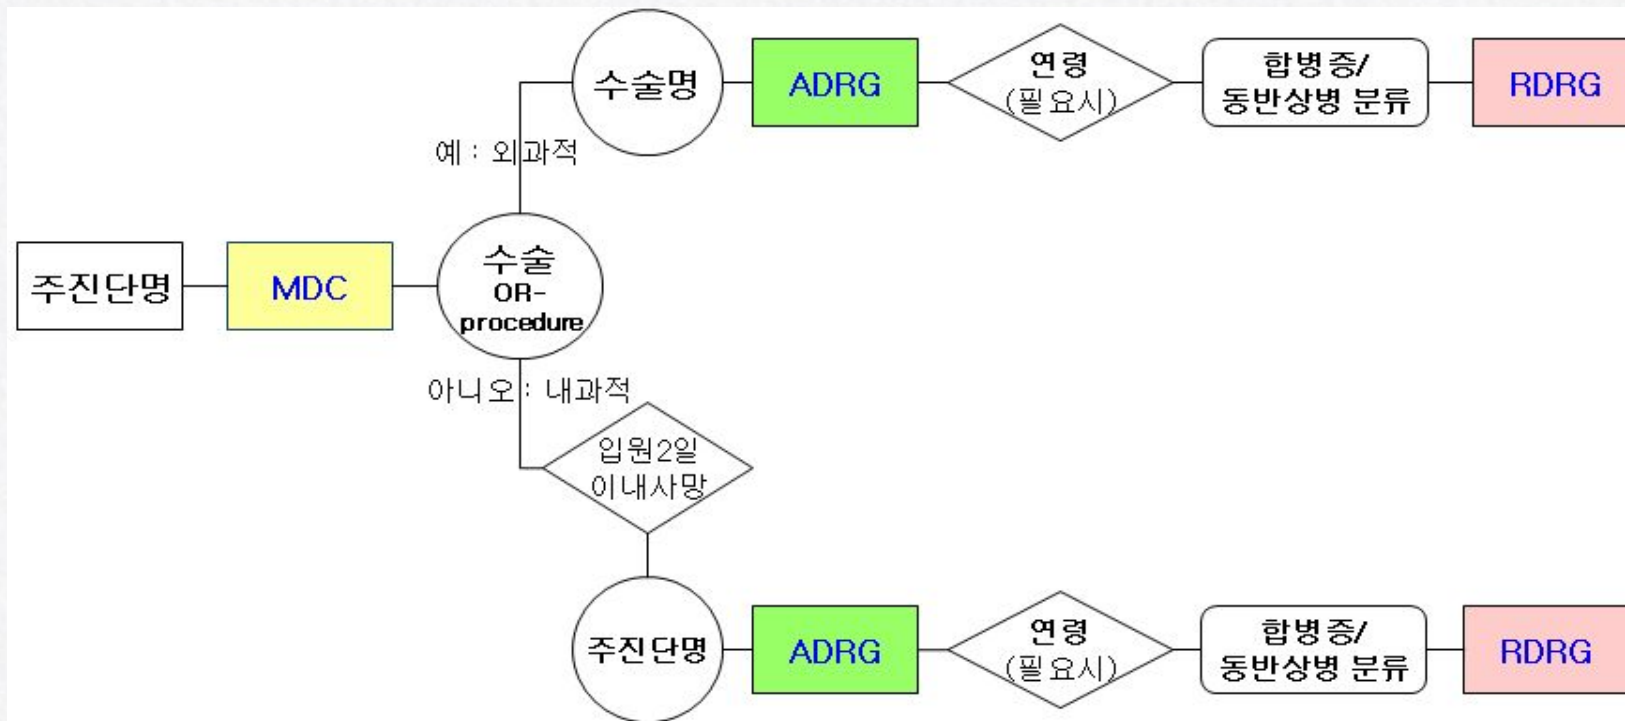 수술명
ADRG
연령
(필요시)
합병증/
동반상병 분류
RDRG
예 : 외과적
주진단명
MDC
수술
OR-
procedure
아니오 : 내과적
입원2일
이내사망
주진단명
ADRG
연령
(필요시)
합병증/
동반상병 분류
RDRG